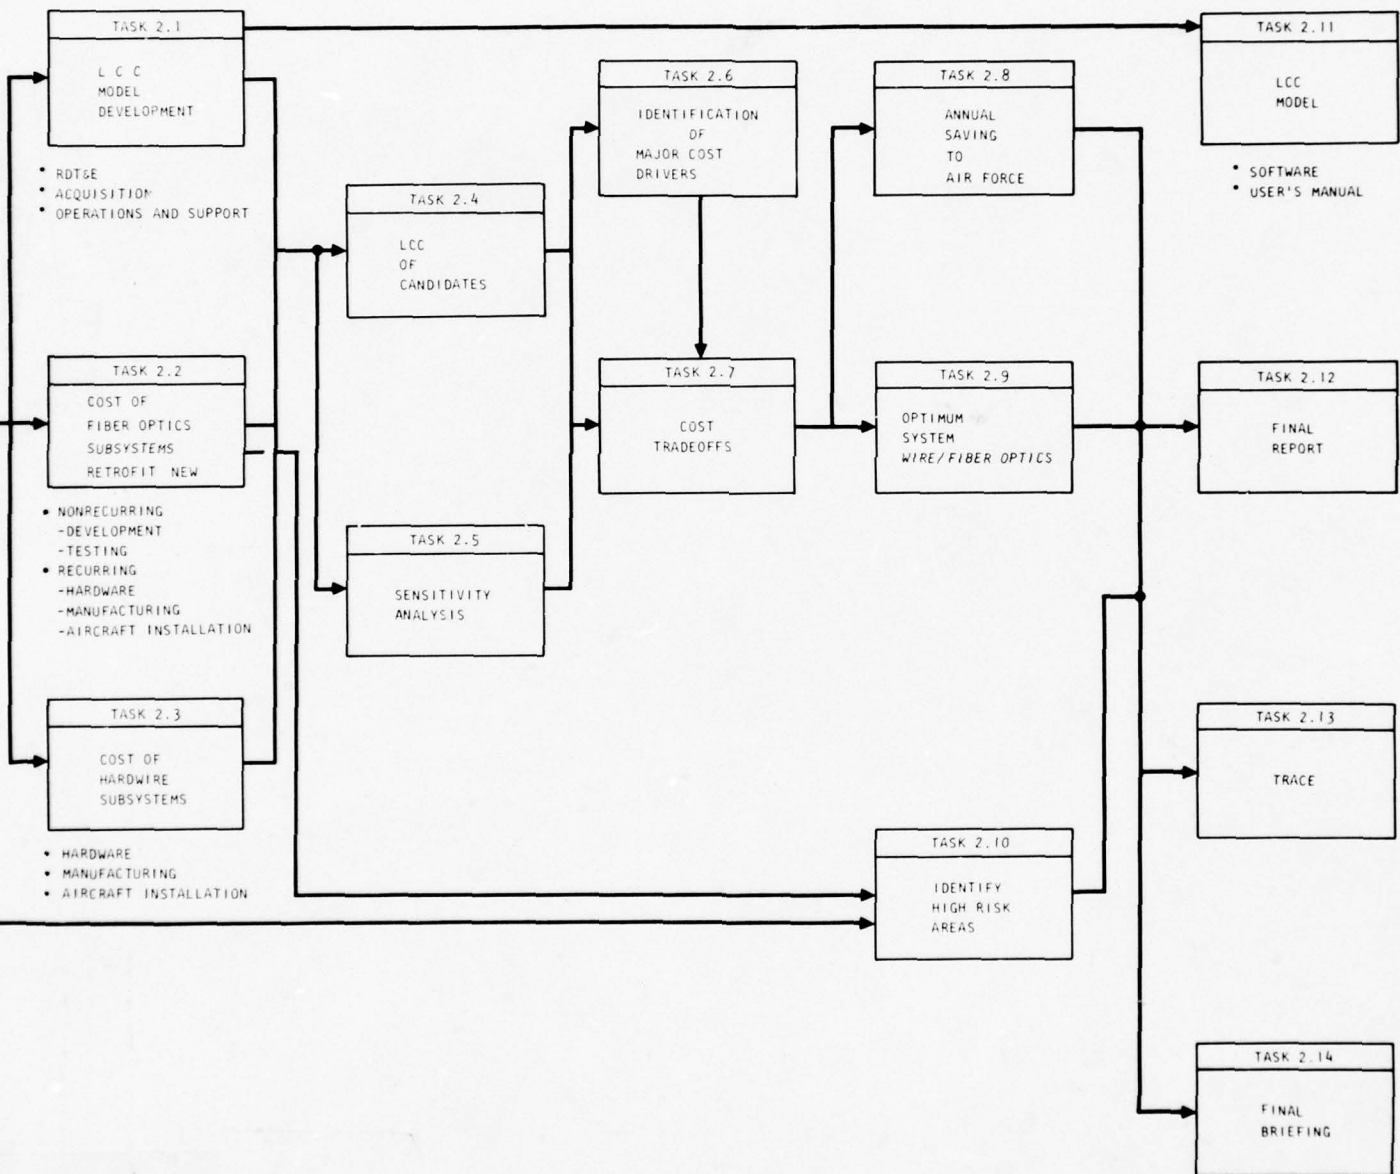 TASK 2.1
L C C
MODEL
DEVELOPMENT
• RDT&E
• ACQUISITION
• OPERATIONS AND SUPPORT
TASK 2.2
COST OF
FIBER OPTICS
SUBSYSTEMS
RETROFIT NEW
• NONRECURRING
-DEVELOPMENT
-TESTING
• RECURRING
-HARDWARE
-MANUFACTURING
-AIRCRAFT INSTALLATION
TASK 2.3
COST OF
HARDWIRE
SUBSYSTEMS
• HARDWARE
• MANUFACTURING
• AIRCRAFT INSTALLATION
TASK 2.4
LCC
OF
CANDIDATES
TASK 2.5
SENSITIVITY
ANALYSIS
TASK 2.6
IDENTIFICATION
OF
MAJOR COST
DRIVERS
TASK 2.7
COST
TRADEOFFS
TASK 2.8
ANNUAL
SAVING
TO
AIR FORCE
TASK 2.9
OPTIMUM
SYSTEM
WIRE/FIBER OPTICS
TASK 2.10
IDENTIFY
HIGH RISK
AREAS
TASK 2.11
LCC
MODEL
• SOFTWARE
• USER'S MANUAL
TASK 2.12
FINAL
REPORT
TASK 2.13
TRACE
TASK 2.14
FINAL
BRIEFING